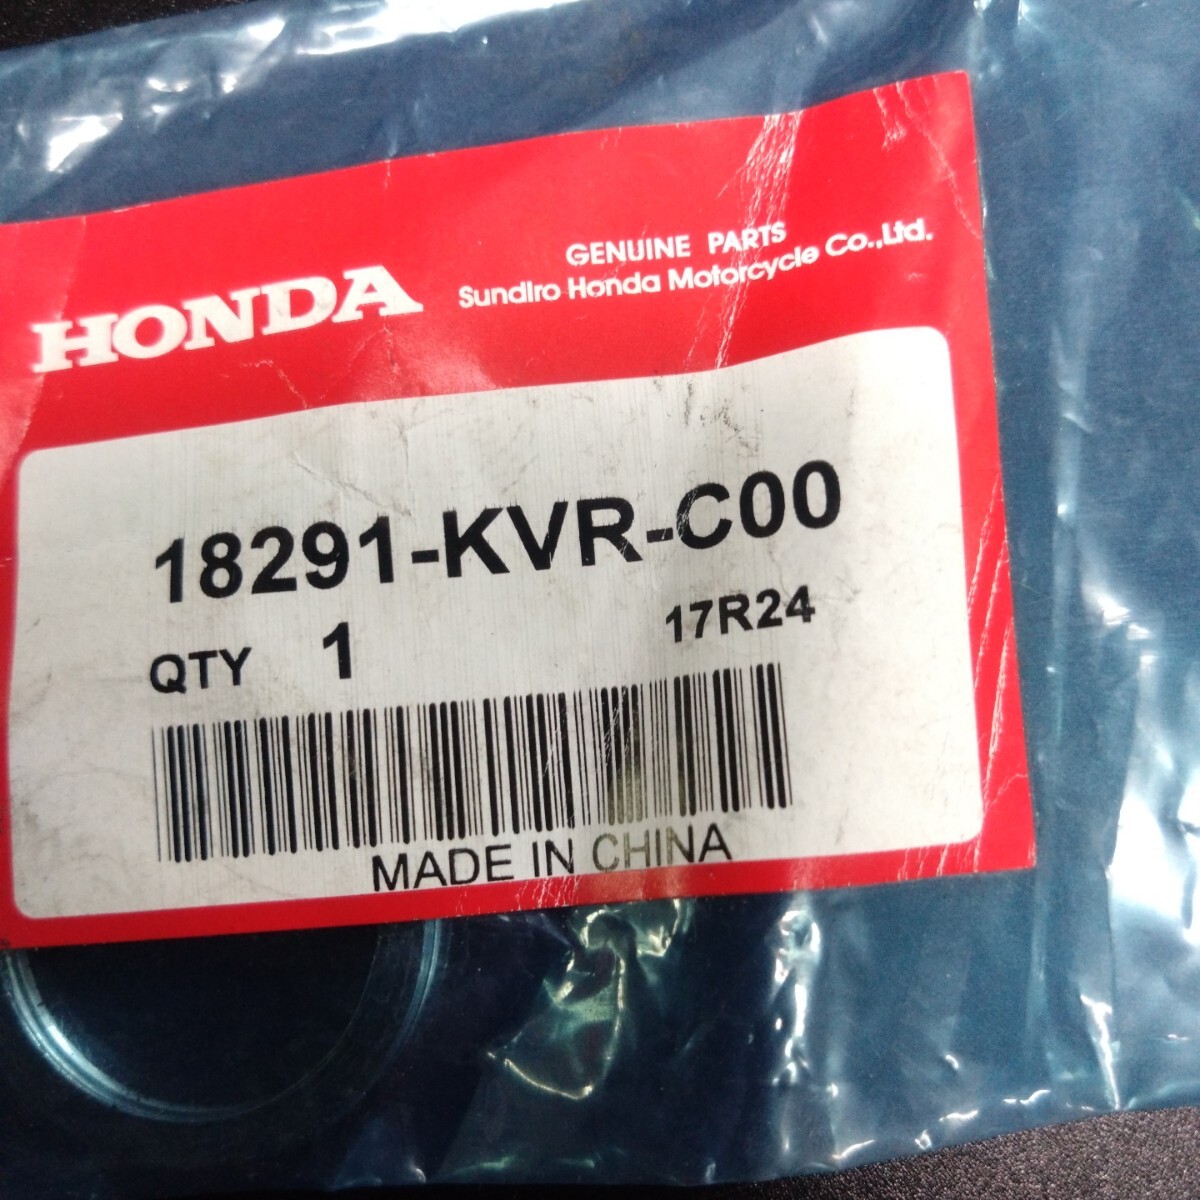 HONDA
GENUINE PARTS
Sundiro Honda Motorcycle Co.,Ltd.
18291-KVR-C00
QTY 1 17R24
MADE IN CHINA